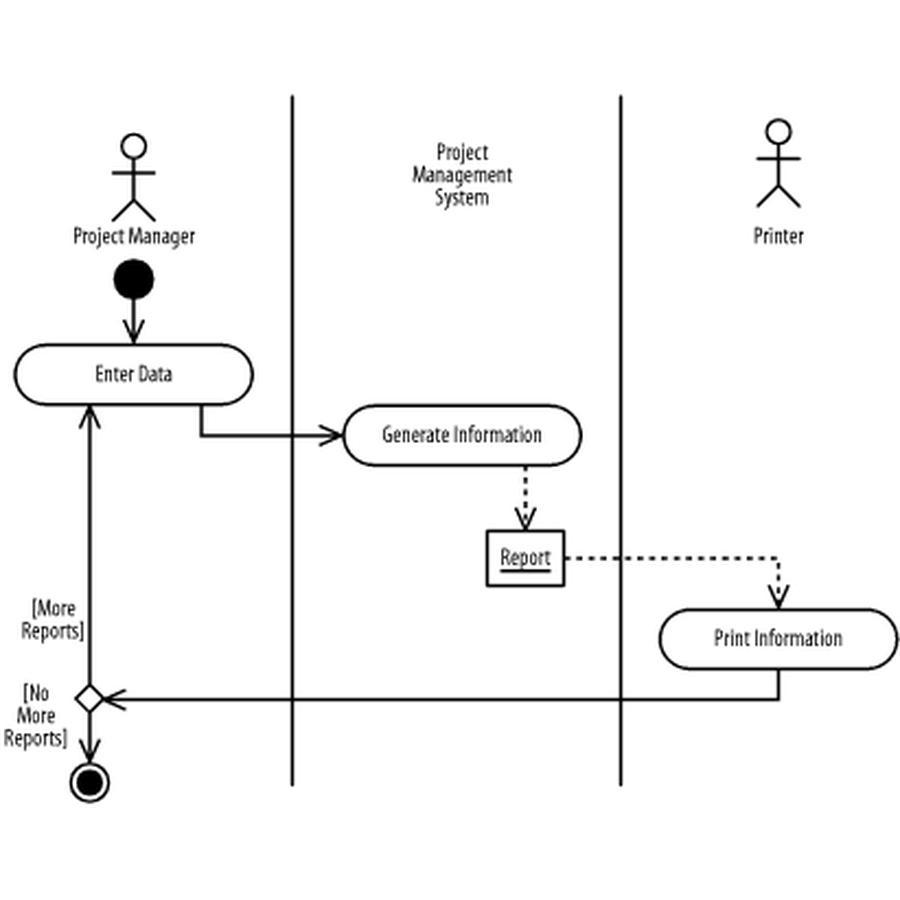 Project
Management
System
Project Manager
Printer
Enter Data
Generate Information
Report
[More
Reports]
Print Information
[No
More
Reports]